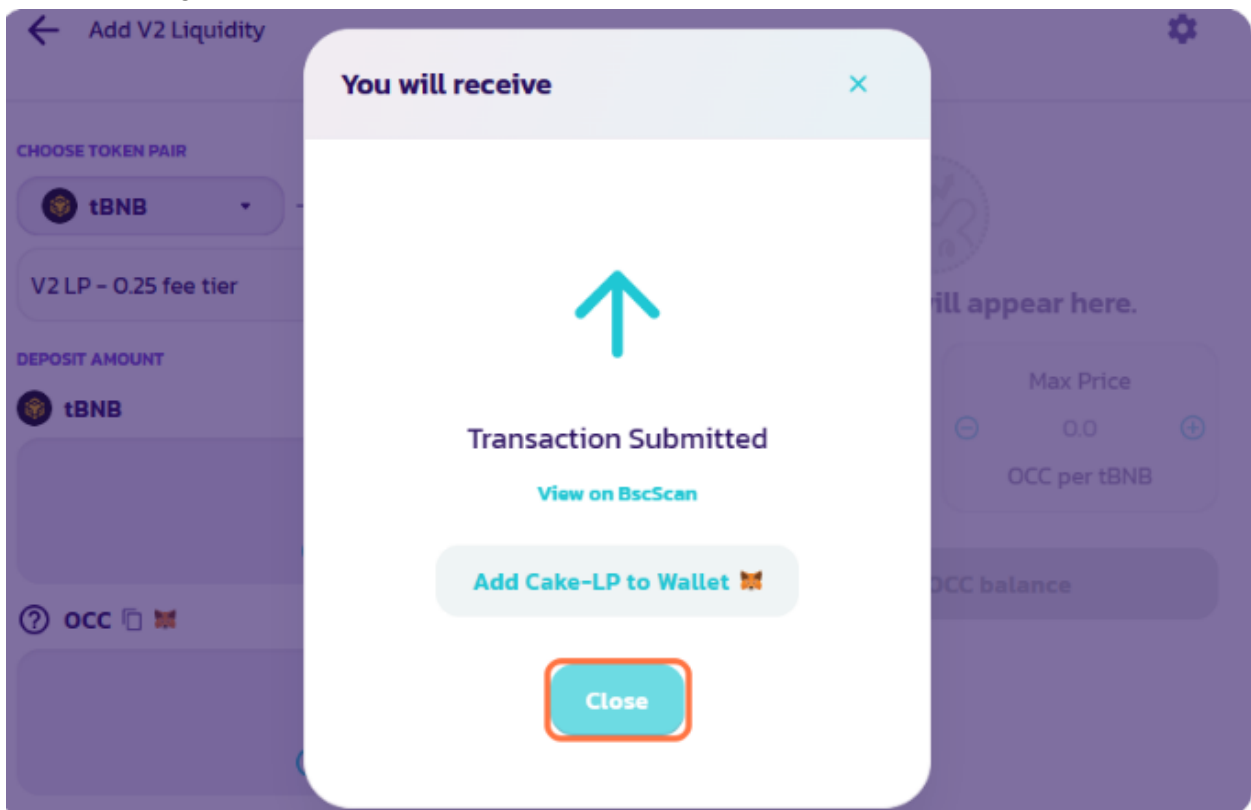 Add V2 Liquidity
You will receive
CHOOSE TOKEN PAIR
tBNB
V2 LP - 0.25 fee tier
appear here.
DEPOSIT AMOUNT
Max Price
tBNB
0.0
Transaction Submitted
OCC per tBNB
View on BscScan
Add Cake-LP to Wallet
balance
OCC
Close